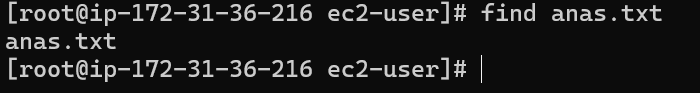 [root@ip-172-31-36-216 ec2-user]# find anas.txt
anas.txt
[root@ip-172-31-36-216 ec2-user]#